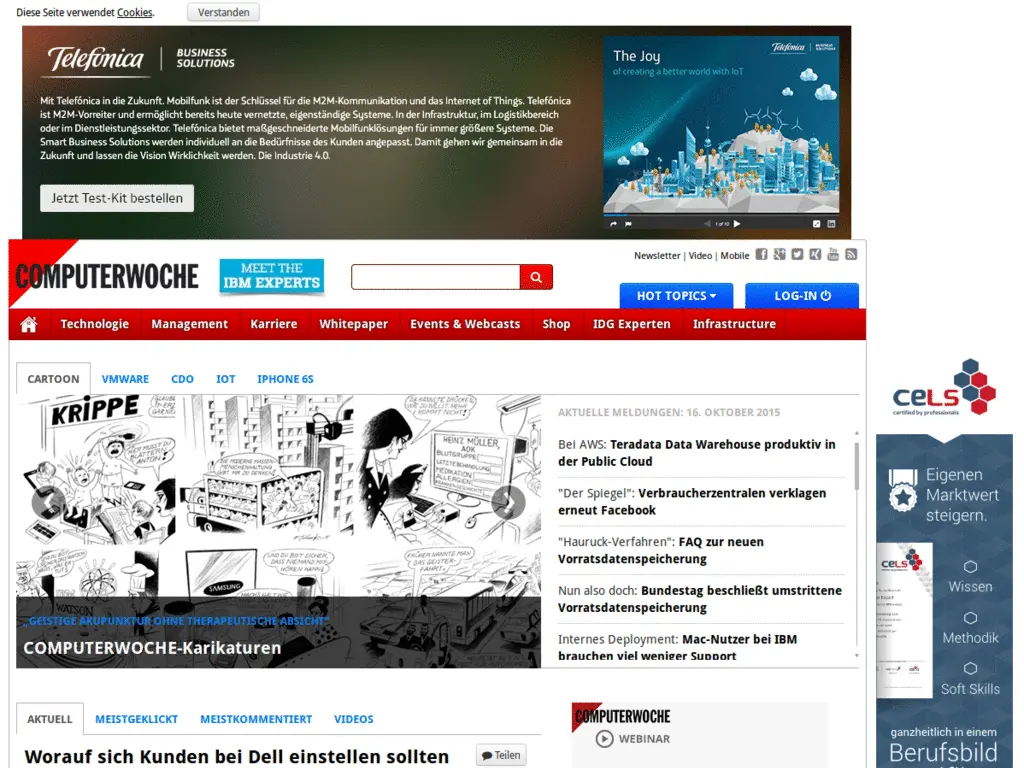 Diese Seite verwendet Cookies.
Verstanden
Telefónica
BUSINESS
SOLUTIONS
Mit Telefónica in die Zukunft. Mobilfunk ist der Schlüssel für die M2M-Kommunikation und das Internet of Things. Telefónica
ist M2M-Vorreiter und ermöglicht bereits heute vernetzte, eigenständige Systeme. In der Infrastruktur, im Logistikbereich
oder im Dienstleistungssektor. Telefónica bietet maßgeschneiderte Mobilfunklösungen für immer größere Systeme. Die
Smart Business Solutions werden individuell an die Bedürfnisse des Kunden angepasst. Damit gehen wir gemeinsam in die
Zukunft und lassen die Vision Wirklichkeit werden. Die Industrie 4.0.
Jetzt Test-Kit bestellen
Telefónica
The Joy
of creating a better world with IoT
1 of 10
COMPUTERWOCHE
MEET THE
IBM EXPERTS
Newsletter | Video | Mobile
HOT TOPICS
LOG-IN
Technologie
Management
Karriere
Whitepaper
Events & Webcasts
Shop
IDG Experten
Infrastructure
CARTOON
VMWARE
CDO
IOT
IPHONE 6S
KRIPPE
HEINZ MÜLLER,
AOK
BLUTGRUPPE
MEDIKATION
ALLERGIEN
SAMSUNG
WATSON
„GEISTIGE AKUPUNKTUR OHNE THERAPEUTISCHE ABSICHT"
COMPUTERWOCHE-Karikaturen
AKTUELLE MELDUNGEN: 16. OKTOBER 2015
Bei AWS: Teradata Data Warehouse produktiv in
der Public Cloud
"Der Spiegel": Verbraucherzentralen verklagen
erneut Facebook
"Hauruck-Verfahren": FAQ zur neuen
Vorratsdatenspeicherung
Nun also doch: Bundestag beschließt umstrittene
Vorratsdatenspeicherung
Internes Deployment: Mac-Nutzer bei IBM
brauchen viel weniger Support
ceLS
certified by professionals
Eigenen
Marktwert
steigern.
ceLS
Wissen
Methodik
Soft Skills
ganzheitlich in einem
Berufsbild
AKTUELL
MEISTGEKLICKT
MEISTKOMMENTIERT
VIDEOS
Worauf sich Kunden bei Dell einstellen sollten
Teilen
COMPUTERWOCHE
WEBINAR